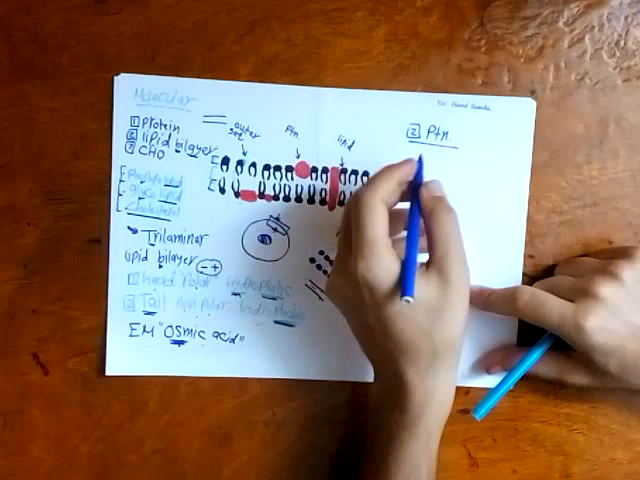 Molecular
1 Protein
2 lipid bilayer
3 CHO
outer
Ptn
lipid
Phospholipid
glycolipid
Cholesterol
Trilaminar
lipid bilayer - +
1 head Polar hydrophilic
2 Tail non Polar hydrophobic
EM "OSmic acid"
2 Ptn.